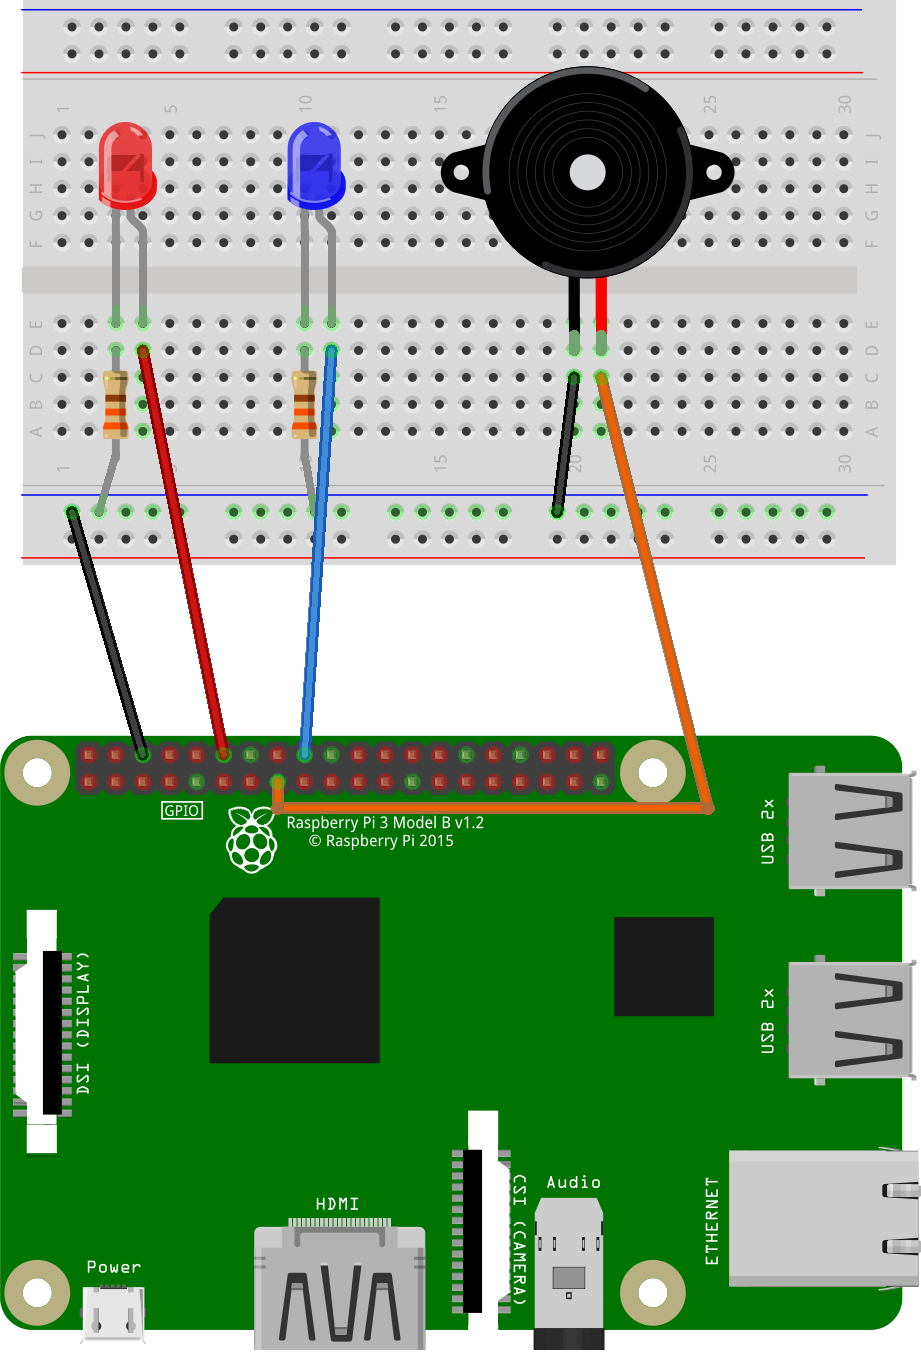 1 5 10 15 25 30
J J
I I
H H
G G
F F
E E
D D
C C
B B
A A
1 5 15 20 25 30
GPIO
Raspberry Pi 3 Model B v1.2
© Raspberry Pi 2015
USB 2x
DSI (DISPLAY)
USB 2x
CSI (CAMERA)
Audio
ETHERNET
HDMI
Power